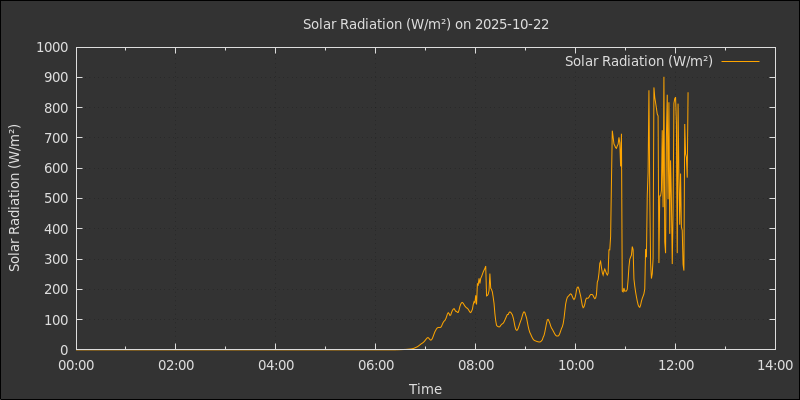 Solar Radiation (W/m²) on 2025-10-22
Solar Radiation (W/m²)
Solar Radiation (W/m²)
1000
900
800
700
600
500
400
300
200
100
0
00:00 02:00 04:00 06:00 08:00 10:00 12:00 14:00
Time